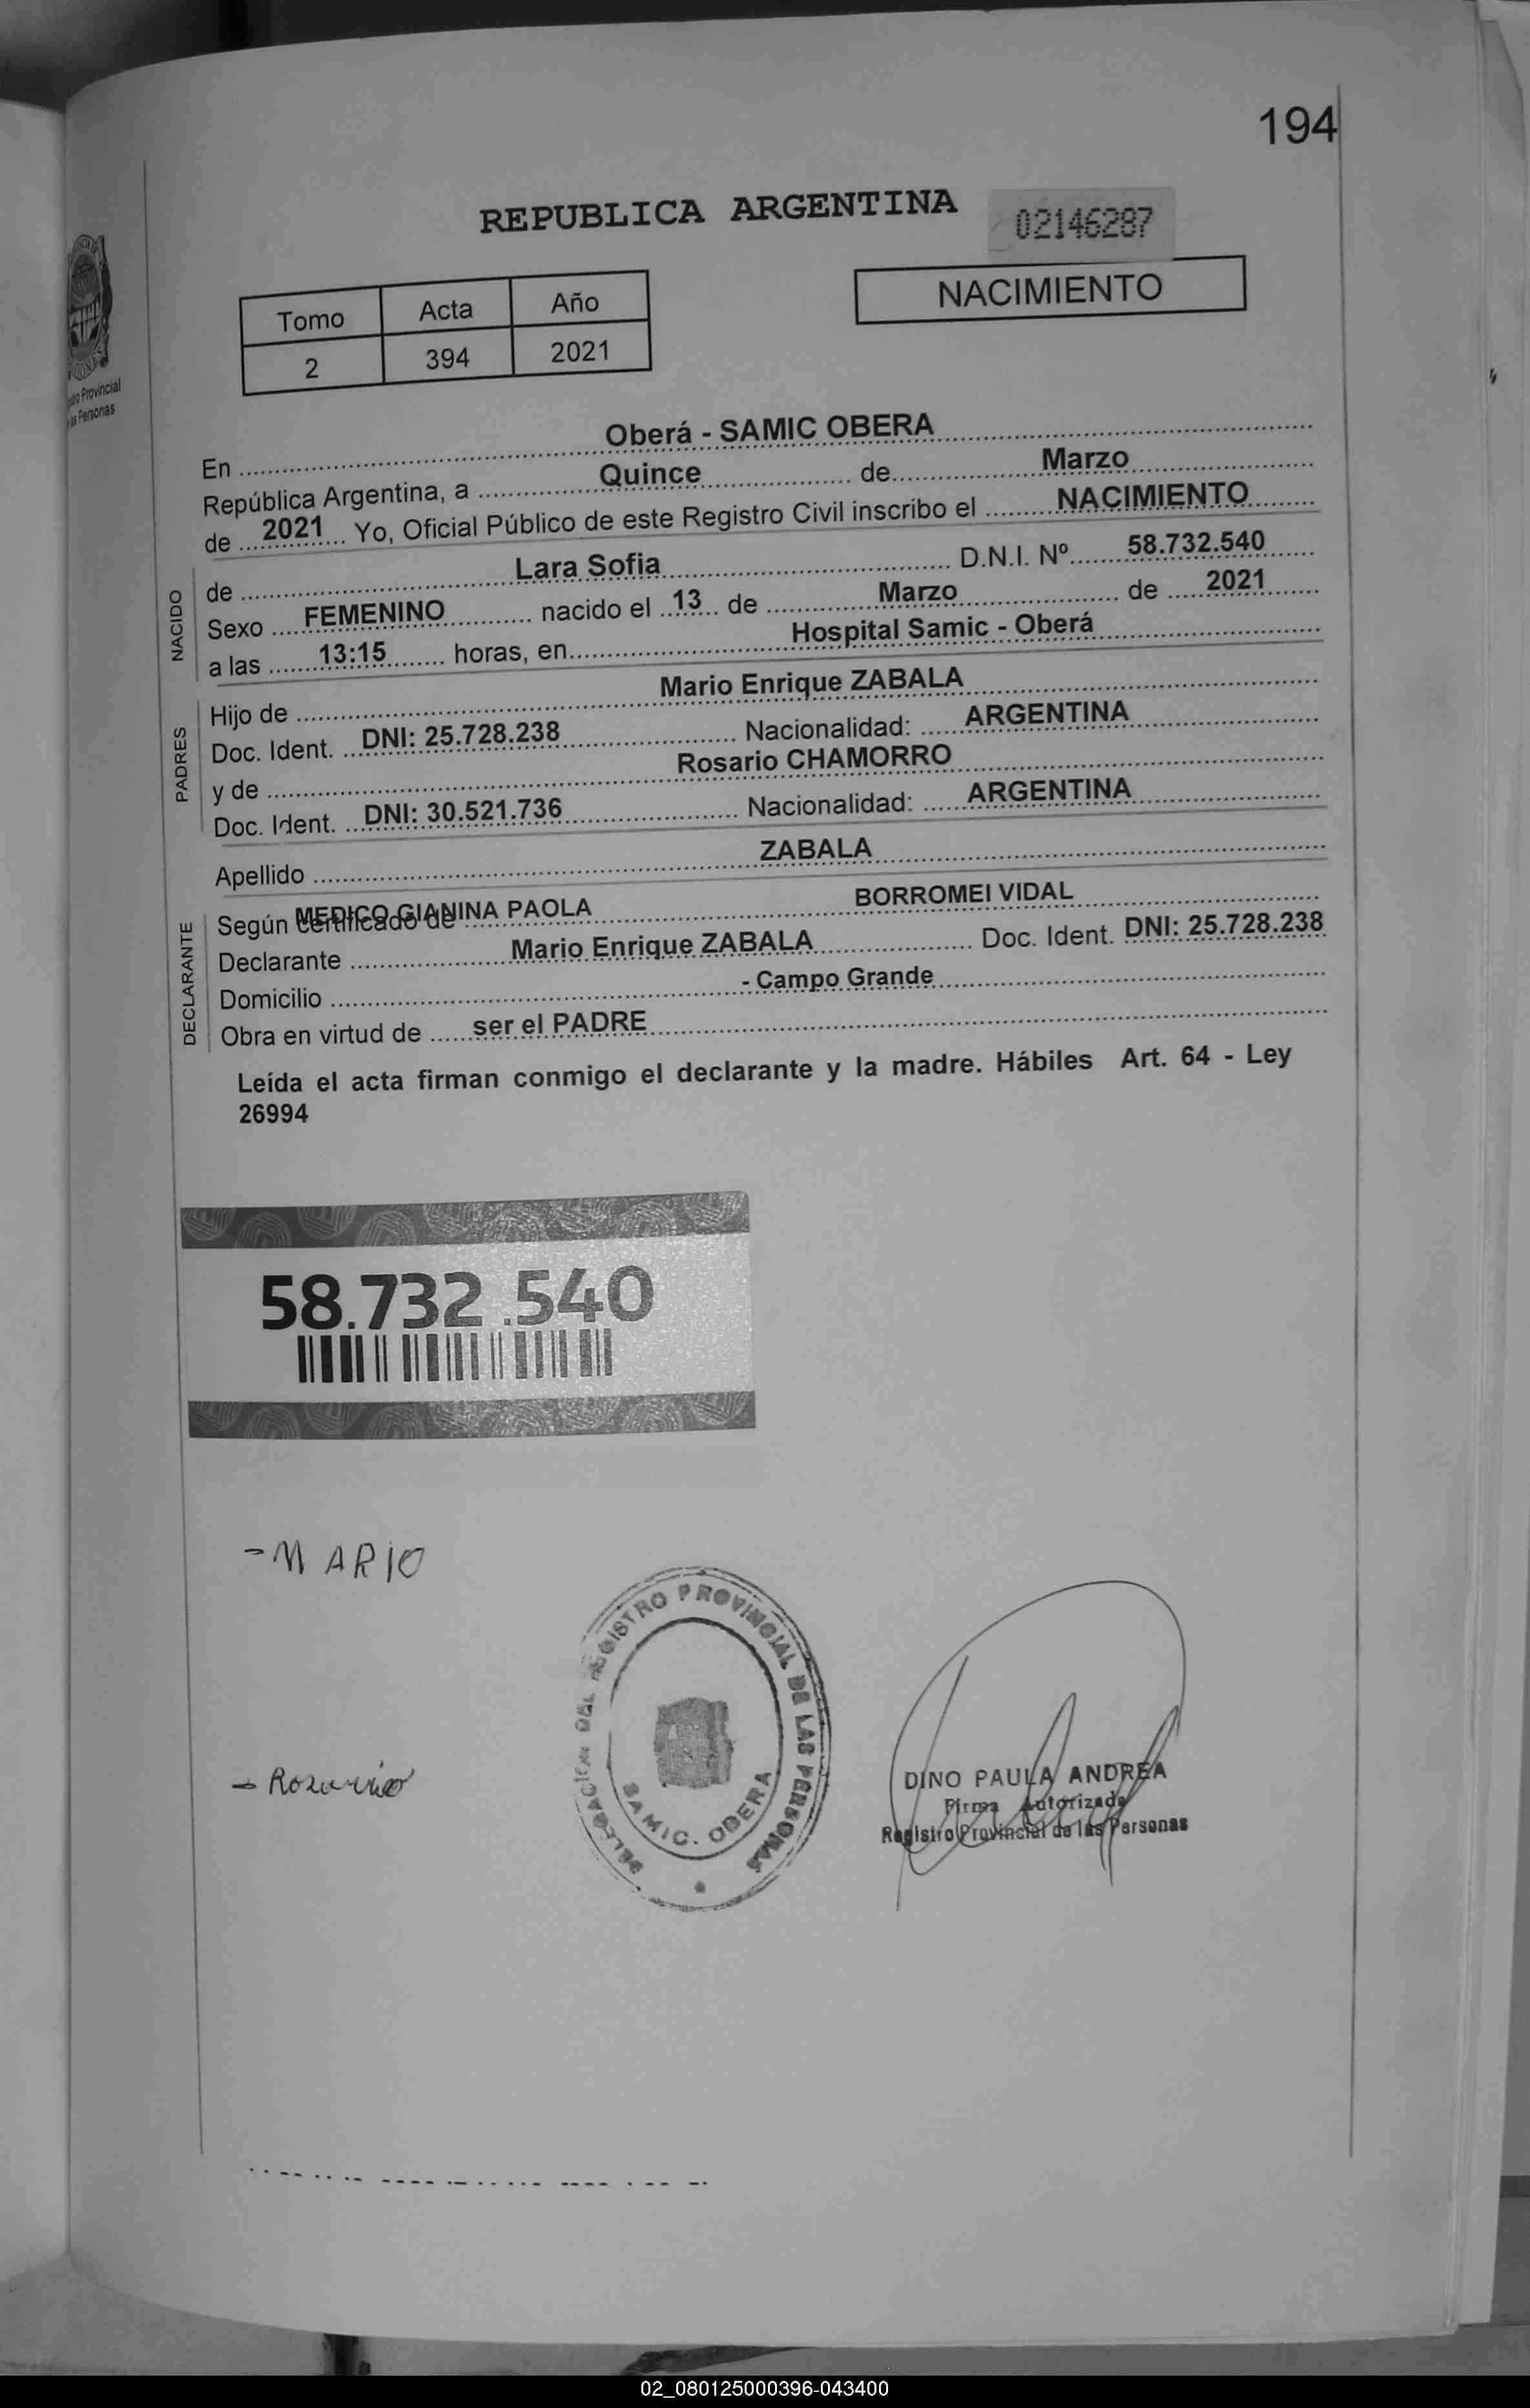 194
REPUBLICA ARGENTINA
02146287
NACIMIENTO
Tomo Acta Año
2 394 2021
Provincial
Personas
En Oberá - SAMIC OBERA
República Argentina, a Quince de Marzo
de 2021 Yo, Oficial Público de este Registro Civil inscribo el NACIMIENTO
NACIDO
de Lara Sofia D.N.I. Nº 58.732.540
Sexo FEMENINO nacido el 13 de Marzo de 2021
a las 13:15 horas, en Hospital Samic - Oberá
PADRES
Hijo de Mario Enrique ZABALA
Doc. Ident. DNI: 25.728.238 Nacionalidad: ARGENTINA
y de Rosario CHAMORRO
Doc. Ident. DNI: 30.521.736 Nacionalidad: ARGENTINA
Apellido ZABALA
DECLARANTE
Según certificado de MEDICO GIANINA PAOLA BORROMEI VIDAL
Declarante Mario Enrique ZABALA Doc. Ident. DNI: 25.728.238
Domicilio - Campo Grande
Obra en virtud de ser el PADRE
Leída el acta firman conmigo el declarante y la madre. Hábiles Art. 64 - Ley
26994
58.732.540
- MARIO
- Rosario
DELEGACION DEL REGISTRO PROVINCIAL DE LAS PERSONAS
SAMIC. OBERA
DINO PAULA ANDREA
Firma Autorizada
Registro Provincial de las Personas
02_080125000396-043400